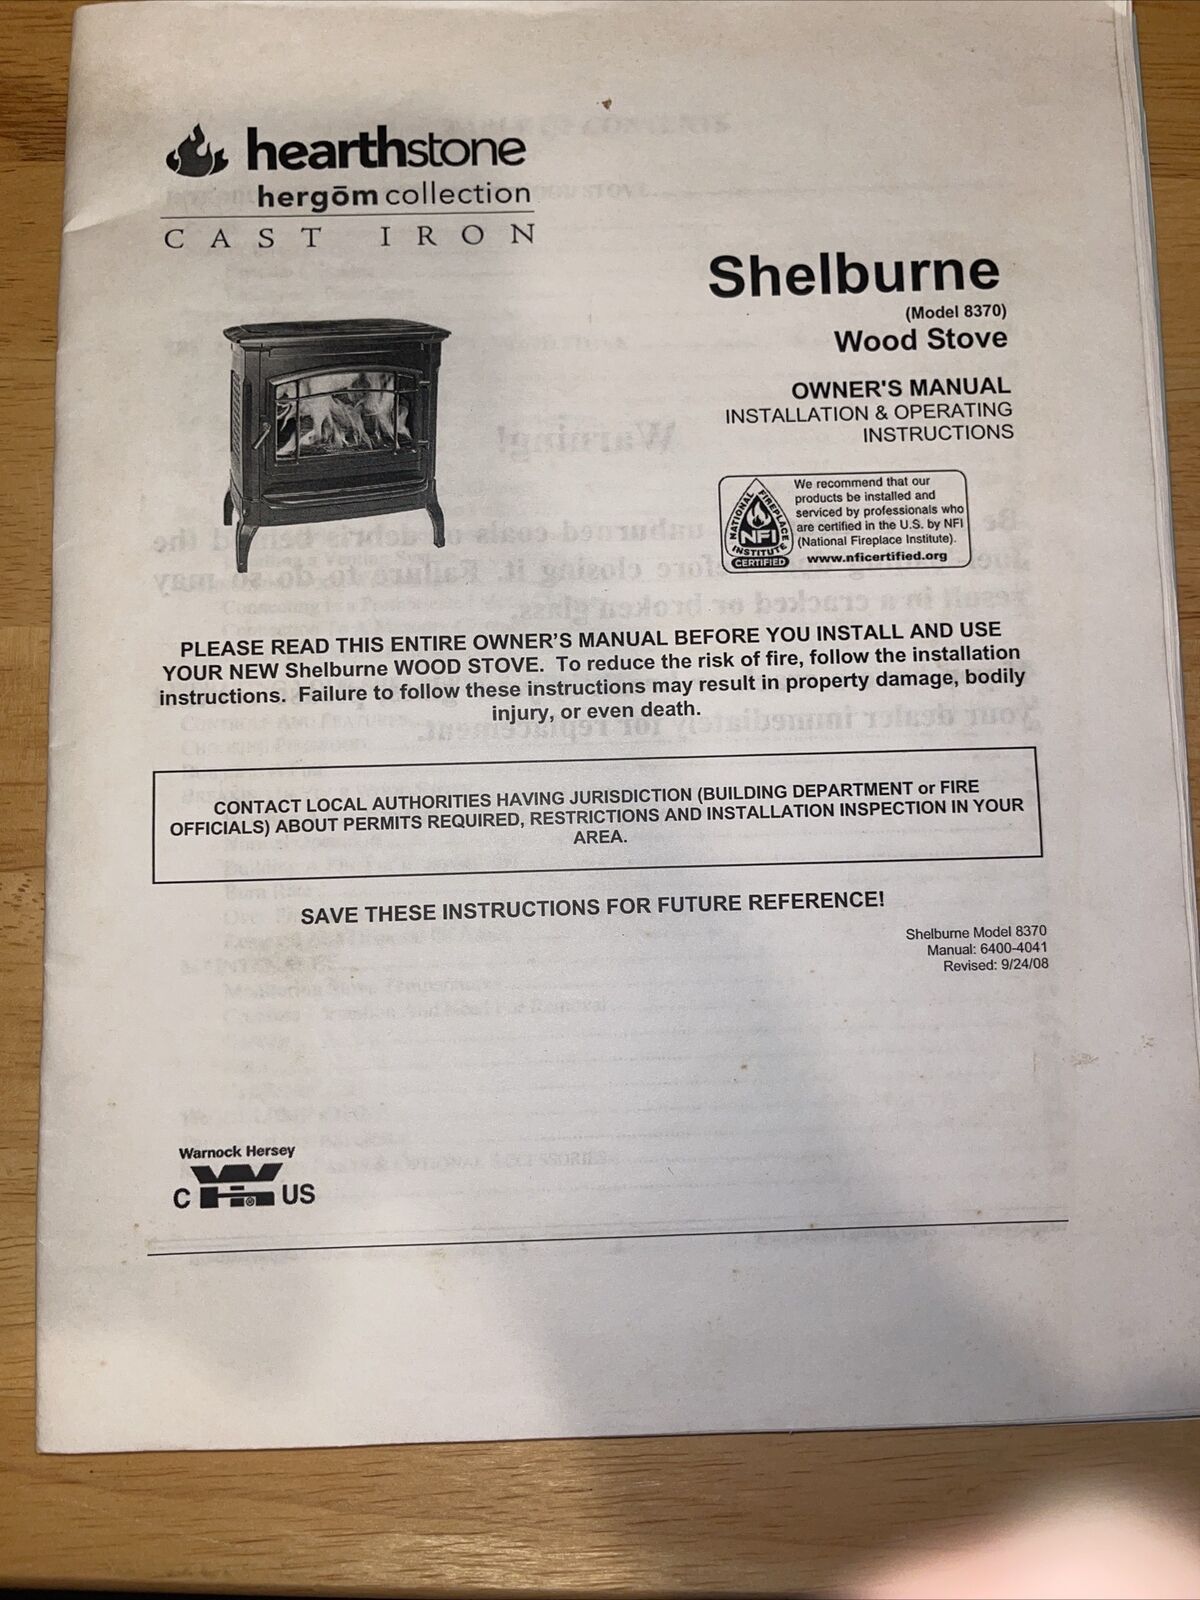 hearthstone
hergōm collection
CAST IRON
Shelburne
(Model 8370)
Wood Stove
OWNER'S MANUAL
INSTALLATION & OPERATING
INSTRUCTIONS
NATIONAL FIREPLACE INSTITUTE
NFI
CERTIFIED
We recommend that our
products be installed and
serviced by professionals who
are certified in the U.S. by NFI
(National Fireplace Institute).
www.nficertified.org
PLEASE READ THIS ENTIRE OWNER'S MANUAL BEFORE YOU INSTALL AND USE
YOUR NEW Shelburne WOOD STOVE. To reduce the risk of fire, follow the installation
instructions. Failure to follow these instructions may result in property damage, bodily
injury, or even death.
CONTACT LOCAL AUTHORITIES HAVING JURISDICTION (BUILDING DEPARTMENT or FIRE
OFFICIALS) ABOUT PERMITS REQUIRED, RESTRICTIONS AND INSTALLATION INSPECTION IN YOUR
AREA.
SAVE THESE INSTRUCTIONS FOR FUTURE REFERENCE!
Shelburne Model 8370
Manual: 6400-4041
Revised: 9/24/08
Warnock Hersey
C US